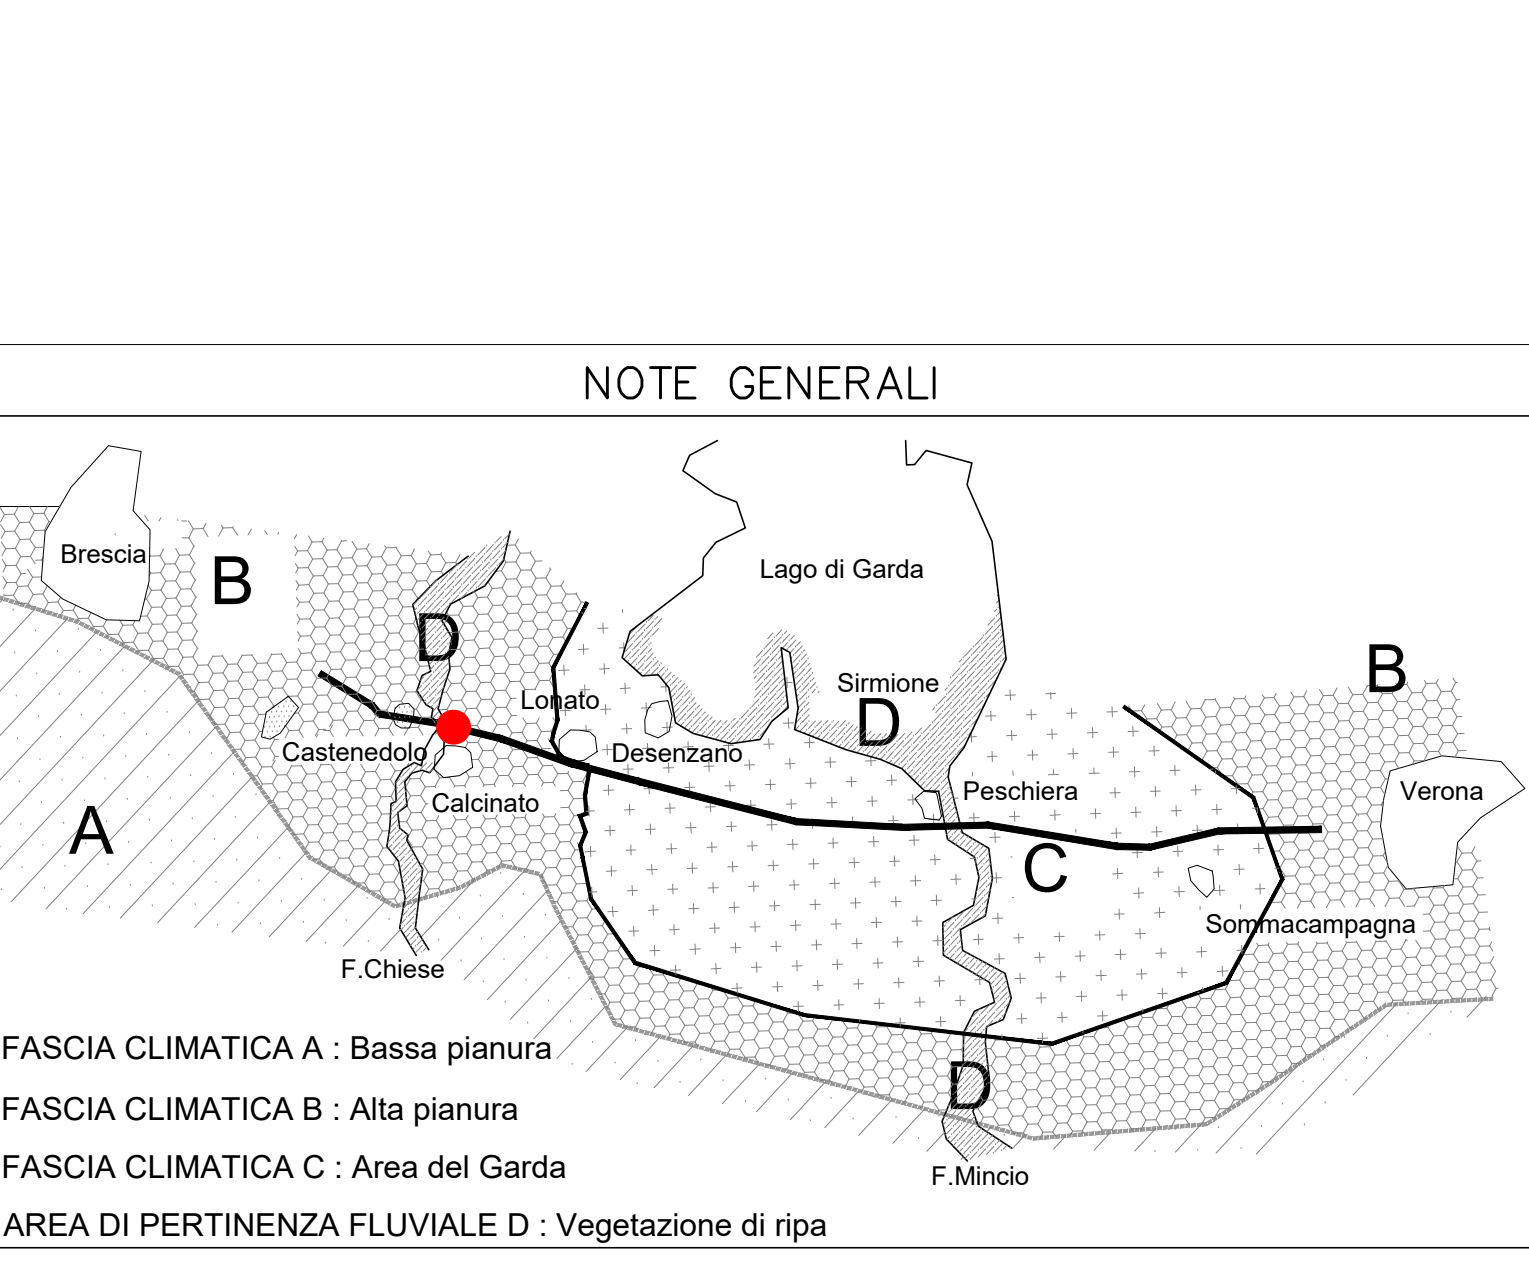 NOTE GENERALI
Brescia
B
Lago di Garda
D
B
Sirmione
Lonato
D
Castenedolo
Desenzano
Peschiera
Verona
Calcinato
A
C
Sommacampagna
F.Chiese
FASCIA CLIMATICA A : Bassa pianura
D
FASCIA CLIMATICA B : Alta pianura
FASCIA CLIMATICA C : Area del Garda
F.Mincio
AREA DI PERTINENZA FLUVIALE D : Vegetazione di ripa